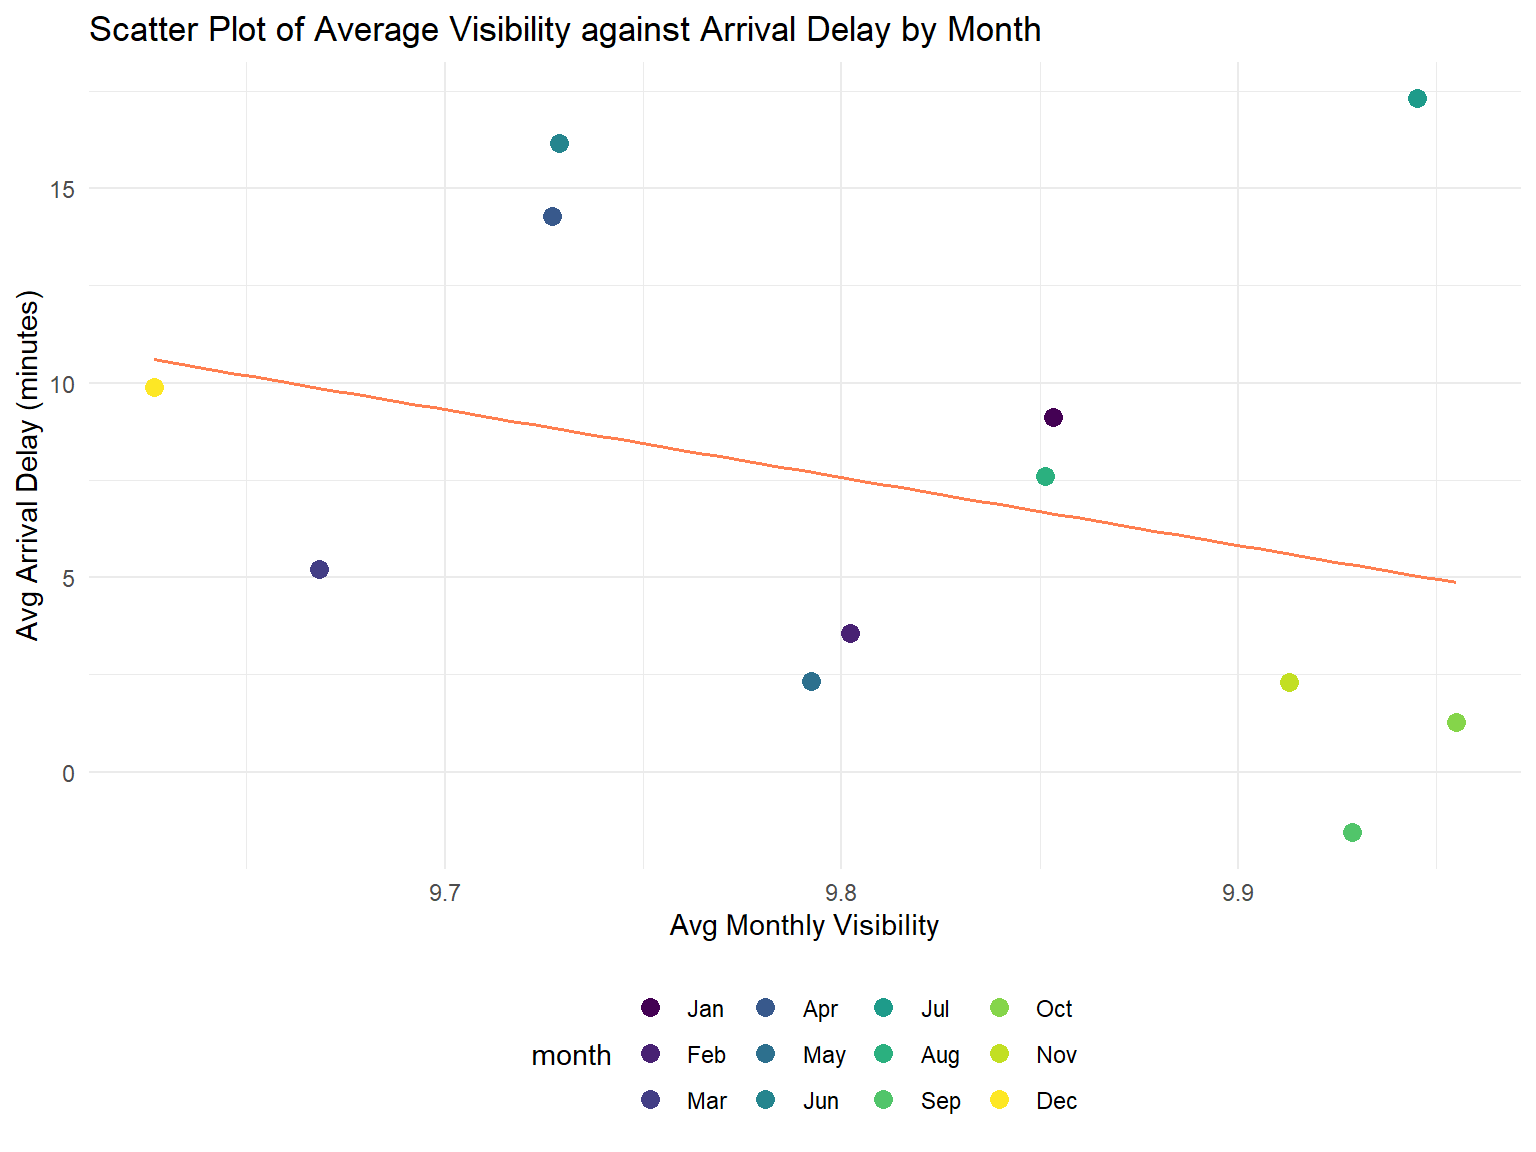 Scatter Plot of Average Visibility against Arrival Delay by Month
15
10
5
0
Avg Arrival Delay (minutes)
9.7 9.8 9.9
Avg Monthly Visibility
month
Jan Apr Jul Oct
Feb May Aug Nov
Mar Jun Sep Dec